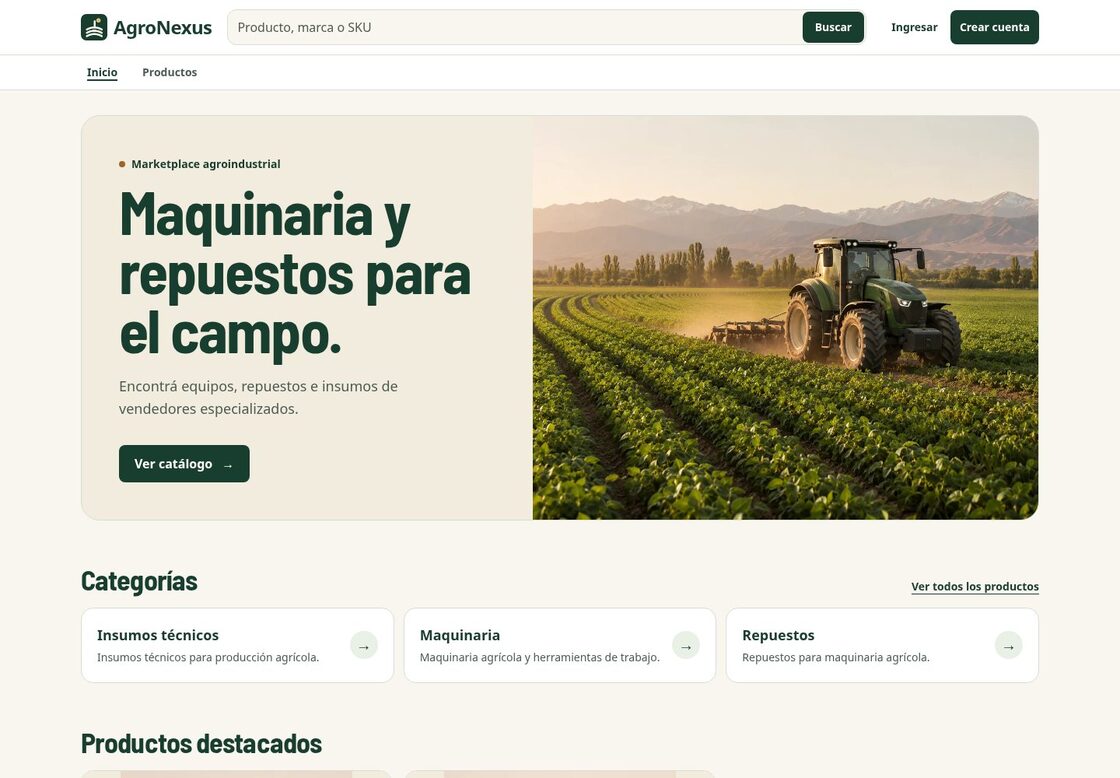 AgroNexus
Producto, marca o SKU
Buscar
Ingresar
Crear cuenta
Inicio
Productos
Marketplace agroindustrial
Maquinaria y
repuestos para
el campo.
Encontrá equipos, repuestos e insumos de
vendedores especializados.
Ver catálogo →
Categorías
Ver todos los productos
Insumos técnicos
Insumos técnicos para producción agrícola.
→
Maquinaria
Maquinaria agrícola y herramientas de trabajo.
→
Repuestos
Repuestos para maquinaria agrícola.
→
Productos destacados